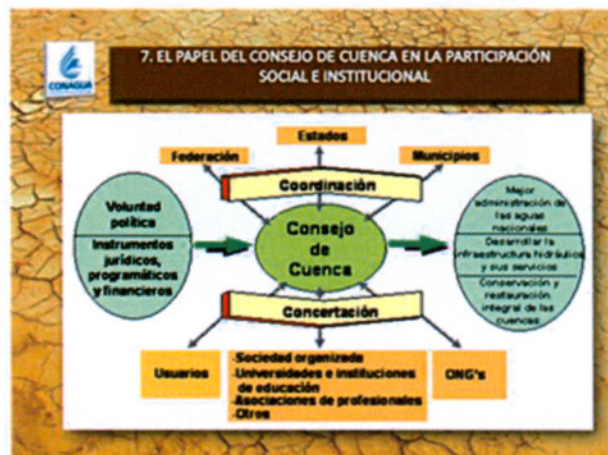 CONAGUA
7. EL PAPEL DEL CONSEJO DE CUENCA EN LA PARTICIPACIÓN
SOCIAL E INSTITUCIONAL
Estados
Federación
Municipios
Coordinación
Voluntad
política
Instrumentos
jurídicos,
programáticos
y financieros
Consejo
de
Cuenca
Mejor
administración de
las aguas
nacionales
Desarrollar la
infraestructura hidráulica
y sus servicios
Conservación y
restauración
integral de las
cuencas
Concertación
Usuarios
-Sociedad organizada
-Universidades e instituciones
de educación
-Asociaciones de profesionales
-Otros
ONG's